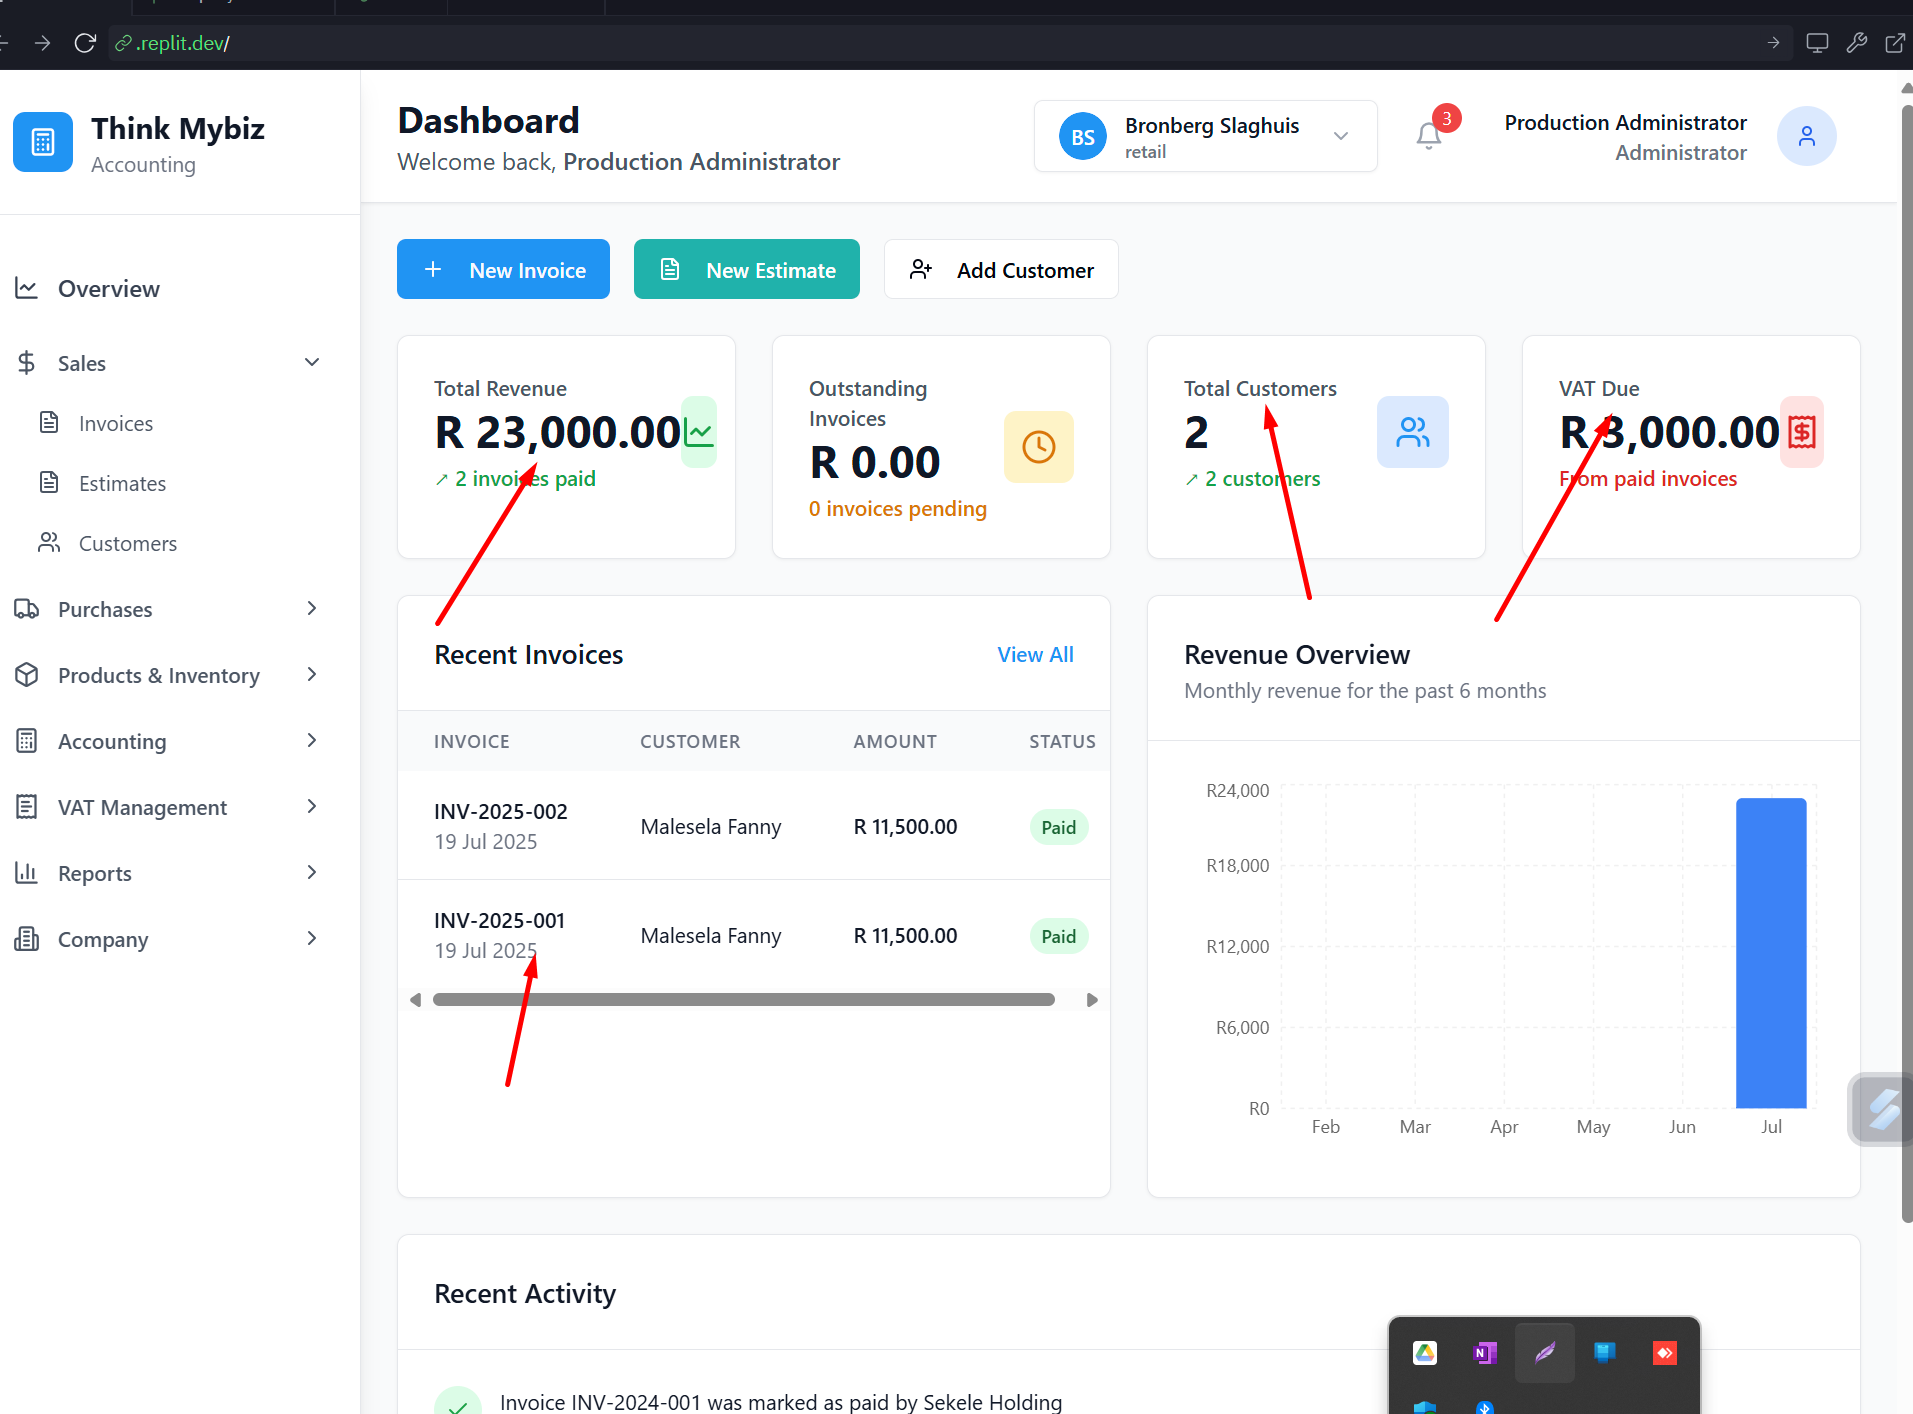 .replit.dev/
Think Mybiz
Accounting
Dashboard
Welcome back, Production Administrator
BS
Bronberg Slaghuis
retail
3
Production Administrator
Administrator
Overview
Sales
Invoices
Estimates
Customers
Purchases
Products & Inventory
Accounting
VAT Management
Reports
Company
New Invoice
New Estimate
Add Customer
Total Revenue
R 23,000.00
2 invoices paid
Outstanding
Invoices
R 0.00
0 invoices pending
Total Customers
2
2 customers
VAT Due
R 3,000.00
From paid invoices
Recent Invoices
View All
INVOICE CUSTOMER AMOUNT STATUS
INV-2025-002
19 Jul 2025
Malesela Fanny
R 11,500.00
Paid
INV-2025-001
19 Jul 2025
Malesela Fanny
R 11,500.00
Paid
Revenue Overview
Monthly revenue for the past 6 months
R24,000
R18,000
R12,000
R6,000
R0
Feb Mar Apr May Jun Jul
Recent Activity
Invoice INV-2024-001 was marked as paid by Sekele Holding